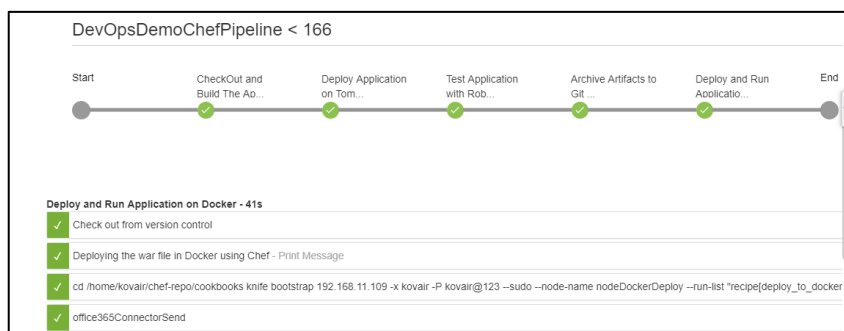 DevOpsDemoChefPipeline < 166
Start
CheckOut and
Build The Ap...
Deploy Application
on Tom...
Test Application
with Rob...
Archive Artifacts to
Git ...
Deploy and Run
Applicatio...
End
Deploy and Run Application on Docker - 41s
Check out from version control
Deploying the war file in Docker using Chef - Print Message
cd /home/kovair/chef-repo/cookbooks knife bootstrap 192.168.11.109 -x kovair -P kovair@123 --sudo --node-name nodeDockerDeploy --run-list "recipe[deploy_to_docker
office365ConnectorSend